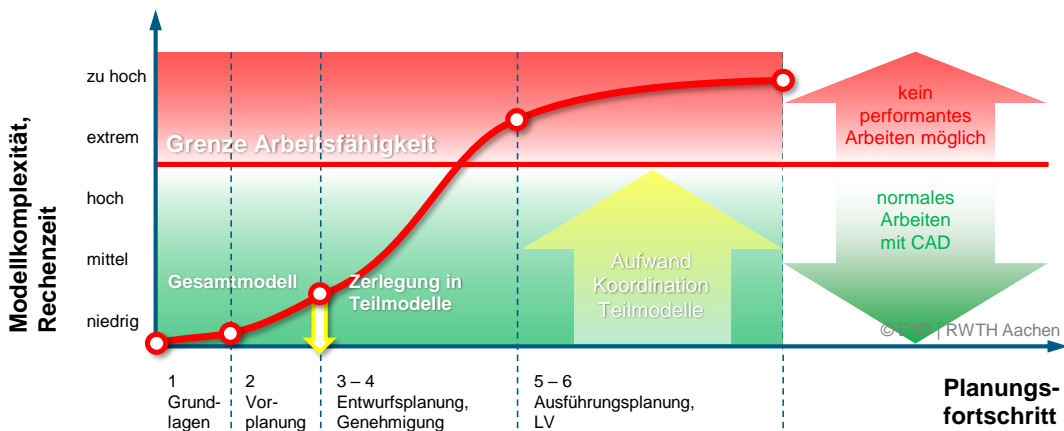 Modellkomplexität,
Rechenzeit
zu hoch
extrem
hoch
mittel
niedrig
Grenze Arbeitsfähigkeit
Gesamtmodell
Zerlegung in
Teilmodelle
Aufwand
Koordination
Teilmodelle
kein
performantes
Arbeiten möglich
normales
Arbeiten
mit CAD
© E3D | RWTH Aachen
1
Grund-
lagen
2
Vor-
planung
3 – 4
Entwurfsplanung,
Genehmigung
5 – 6
Ausführungsplanung,
LV
Planungs-
fortschritt